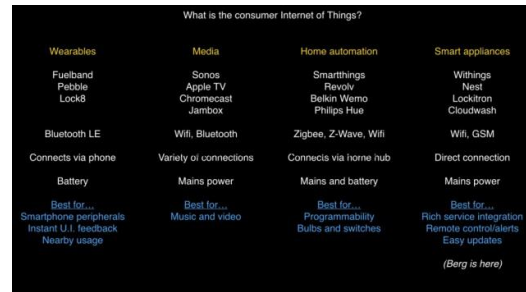 What is the consumer Internet of Things?
Wearables
Fuelband
Pebble
Lock8
Bluetooth LE
Connects via phone
Battery
Best for...
Smartphone peripherals
Instant U.I. feedback
Nearby usage
Media
Sonos
Apple TV
Chromecast
Jambox
Wifi, Bluetooth
Variety of connections
Mains power
Best for...
Music and video
Home automation
Smartthings
Revolv
Belkin Wemo
Philips Hue
Zigbee, Z-Wave, Wifi
Connects via home hub
Mains and battery
Best for...
Programmability
Bulbs and switches
Smart appliances
Withings
Nest
Lockitron
Cloudwash
Wifi, GSM
Direct connection
Mains power
Best for...
Rich service integration
Remote control/alerts
Easy updates
(Berg is here)